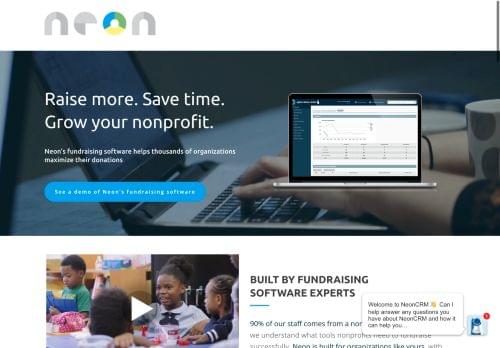 neon
Raise more. Save time.
Grow your nonprofit.
Neon's fundraising software helps thousands of organizations
maximize their donations
See a demo of Neon's fundraising software
BUILT BY FUNDRAISING
SOFTWARE EXPERTS
90% of our staff comes from a non
we understand what tools nonprofits need to fundraise
successfully. Neon is built for organizations like yours, with
Welcome to NeonCRM 👋 Can I
help answer any questions you
have about NeonCRM and how it
can help you...
1